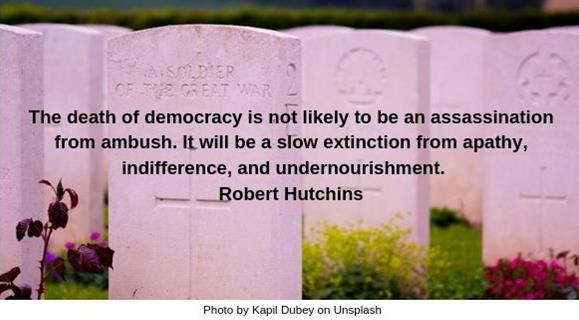 A SOLDIER
OF THE GREAT WAR
The death of democracy is not likely to be an assassination
from ambush. It will be a slow extinction from apathy,
indifference, and undernourishment.
Robert Hutchins
Photo by Kapil Dubey on Unsplash